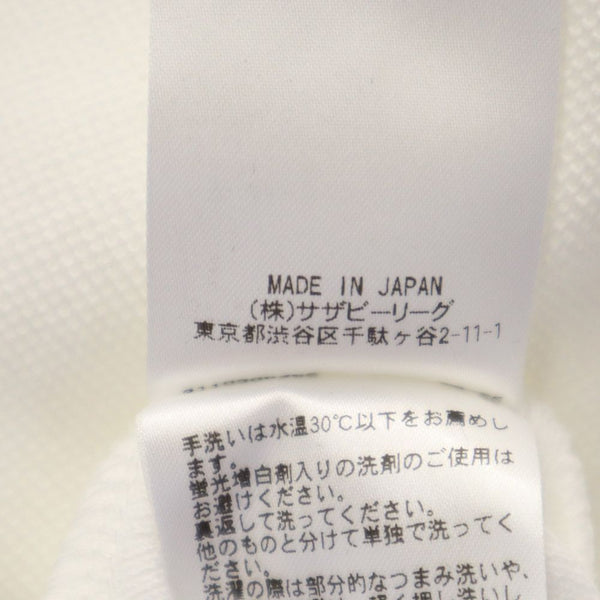 MADE IN JAPAN
(株)サザビーリーグ
東京都渋谷区千駄ヶ谷2-11-1
手洗いは水温30℃以下をお薦めし
ます。
蛍光増白剤入りの洗剤のご使用は
お避けください。
裏返して洗ってください。
他のものと分けて単独で洗ってく
ださい。
洗濯の際は部分的なつまみ洗いや、